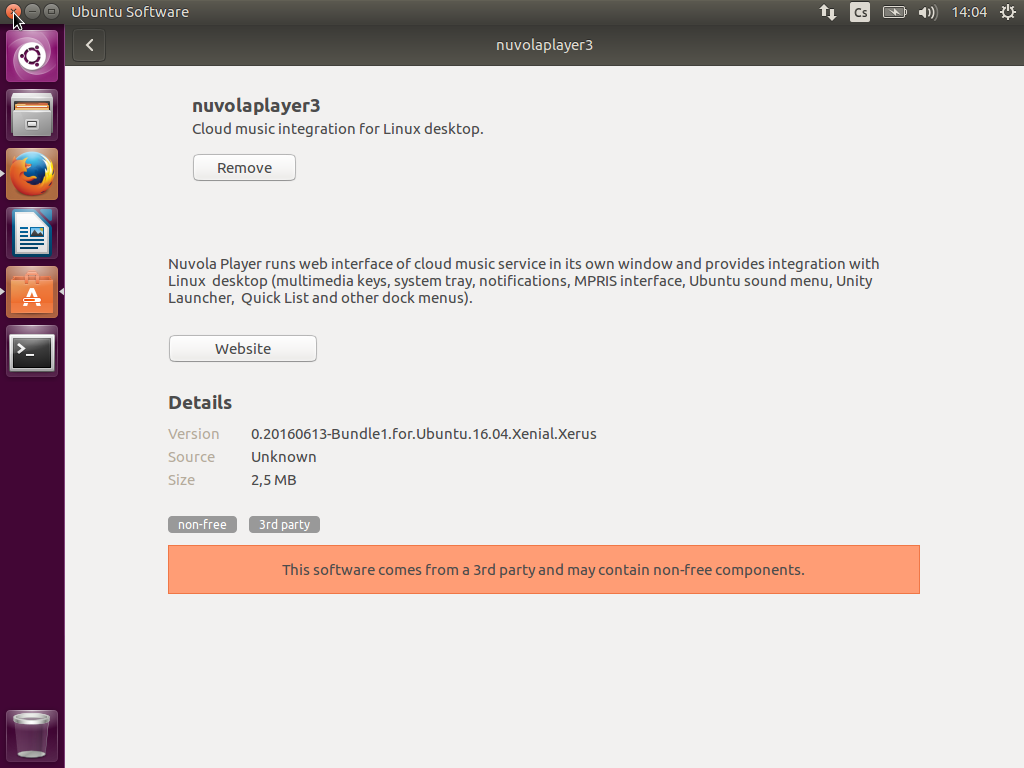 Ubuntu Software
Cs
14:04
nuvolaplayer3
nuvolaplayer3
Cloud music integration for Linux desktop.
Remove
Nuvola Player runs web interface of cloud music service in its own window and provides integration with
Linux  desktop (multimedia keys, system tray, notifications, MPRIS interface, Ubuntu sound menu, Unity
Launcher,  Quick List and other dock menus).
Website
Details
Version 0.20160613-Bundle1.for.Ubuntu.16.04.Xenial.Xerus
Source Unknown
Size 2,5 MB
non-free 3rd party
This software comes from a 3rd party and may contain non-free components.